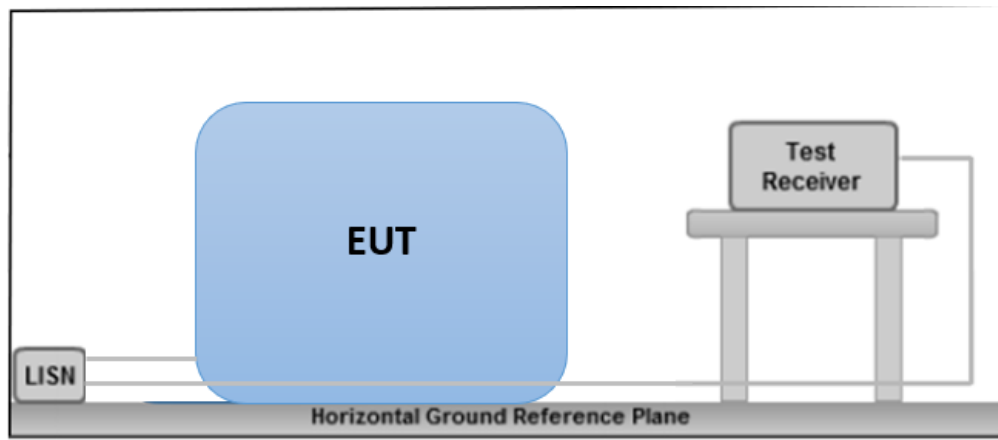 EUT
Test
Receiver
LISN
Horizontal Ground Reference Plane